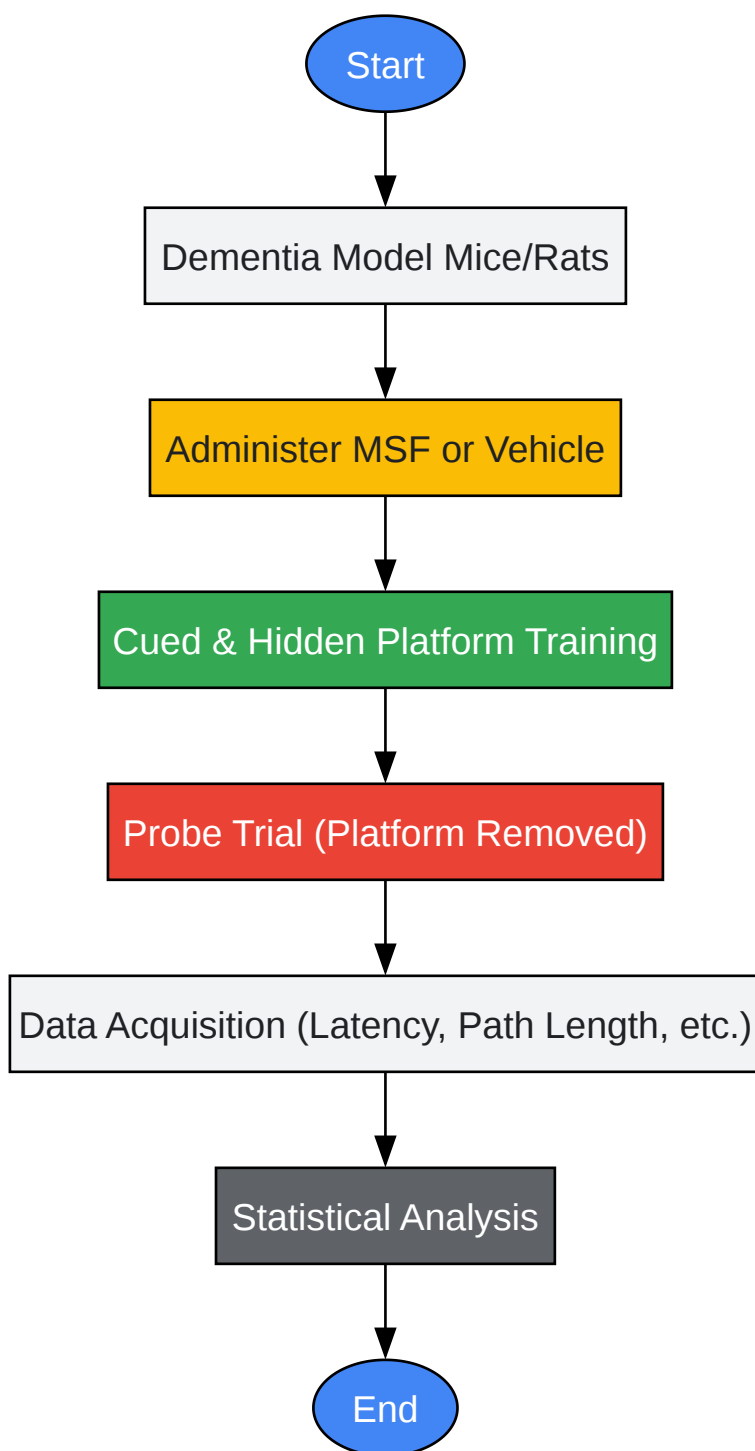 Start
Dementia Model Mice/Rats
Administer MSF or Vehicle
Cued & Hidden Platform Training
Probe Trial (Platform Removed)
Data Acquisition (Latency, Path Length, etc.)
Statistical Analysis
End